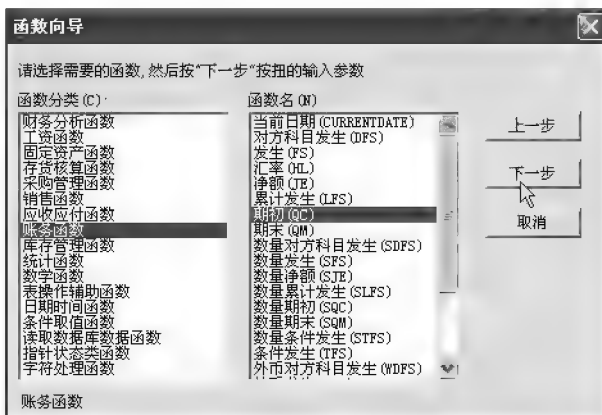 函数向导
请选择需要的函数,然后按"下一步"按扭的输入参数
函数分类(C):
财务分析函数
工资函数
固定资产函数
存货核算函数
采购管理函数
销售函数
应收应付函数
账务函数
库存管理函数
统计函数
数学函数
表操作辅助函数
日期时间函数
条件取值函数
读取数据库数据函数
指针状态类函数
字符处理函数
函数名(N)
当前日期(CURRENTDATE)
对方科目发生(DFS)
发生(FS)
汇率(HL)
净额(JE)
累计发生(LFS)
期初(QC)
期末(QM)
数量对方科目发生(SDFS)
数量发生(SFS)
数量净额(SJE)
数量累计发生(SLFS)
数量期初(SQC)
数量期末(SQM)
数量条件发生(STFS)
条件发生(TFS)
外币对方科目发生(WDFS)
上一步
下一步
取消
账务函数